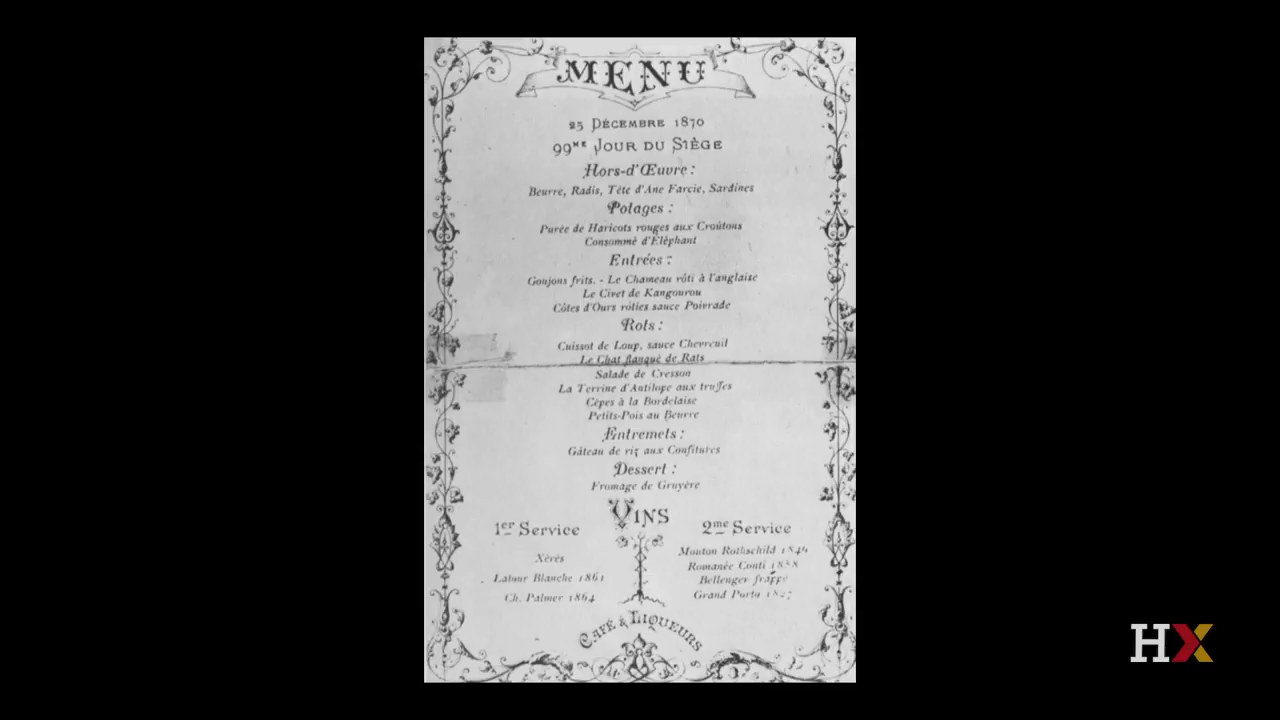 MENU
25 DÉCEMBRE 1870
99ME JOUR DU SIÈGE
Hors-d'Œuvre :
Beurre, Radis, Tête d'Ane Farcie, Sardines
Potages :
Purée de Haricots rouges aux Croûtons
Consommé d'Éléphant
Entrées :
Goujons frits. - Le Chameau rôti à l'anglaise
Le Civet de Kangourou
Côtes d'Ours rôties sauce Poivrade
Rots :
Cuissot de Loup, sauce Chevreuil
Le Chat flanqué de Rats
Salade de Cresson
La Terrine d'Antilope aux truffes
Cèpes à la Bordelaise
Petits-Pois au Beurre
Entremets :
Gâteau de riz aux Confitures
Dessert :
Fromage de Gruyère
VINS
1er Service
Xérès
Latour Blanche 1861
Ch. Palmer 1864
2me Service
Mouton Rothschild 1846
Romanée Conti 1858
Bellenger frappé
Grand Porto 1827
CAFÉ & LIQUEURS
HX